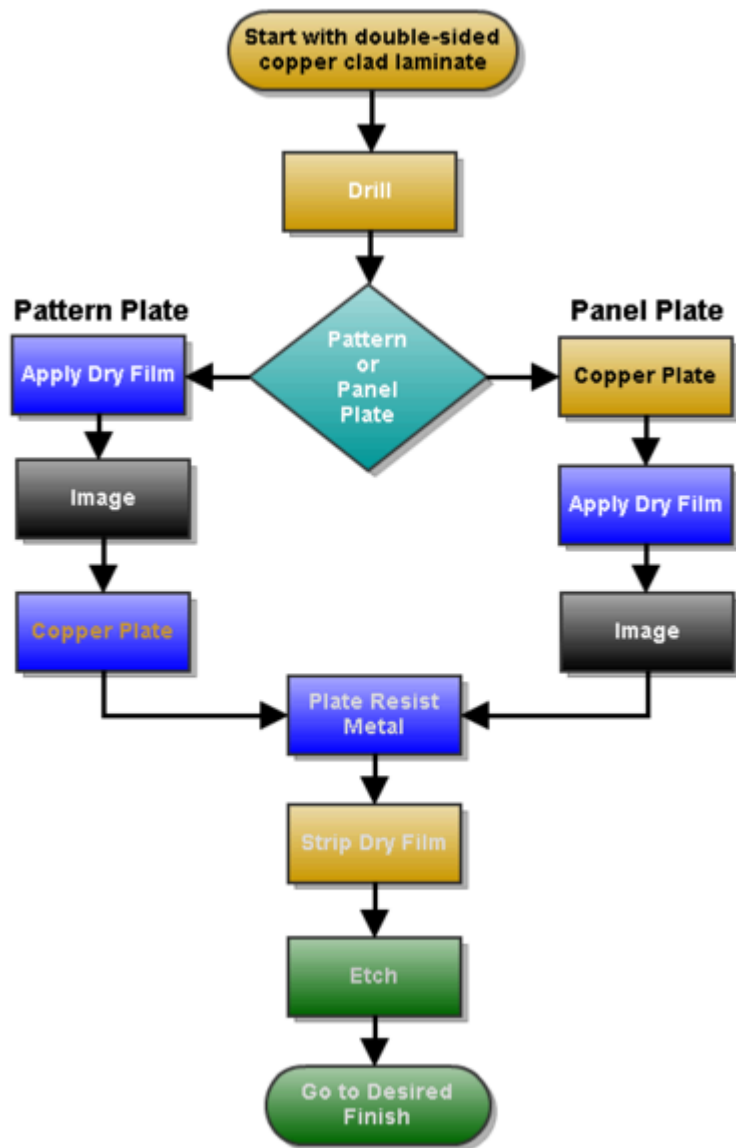 Start with double-sided
copper clad laminate
Drill
Pattern Plate
Panel Plate
Pattern
or
Panel
Plate
Apply Dry Film
Copper Plate
Image
Apply Dry Film
Copper Plate
Image
Plate Resist
Metal
Strip Dry Film
Etch
Go to Desired
Finish